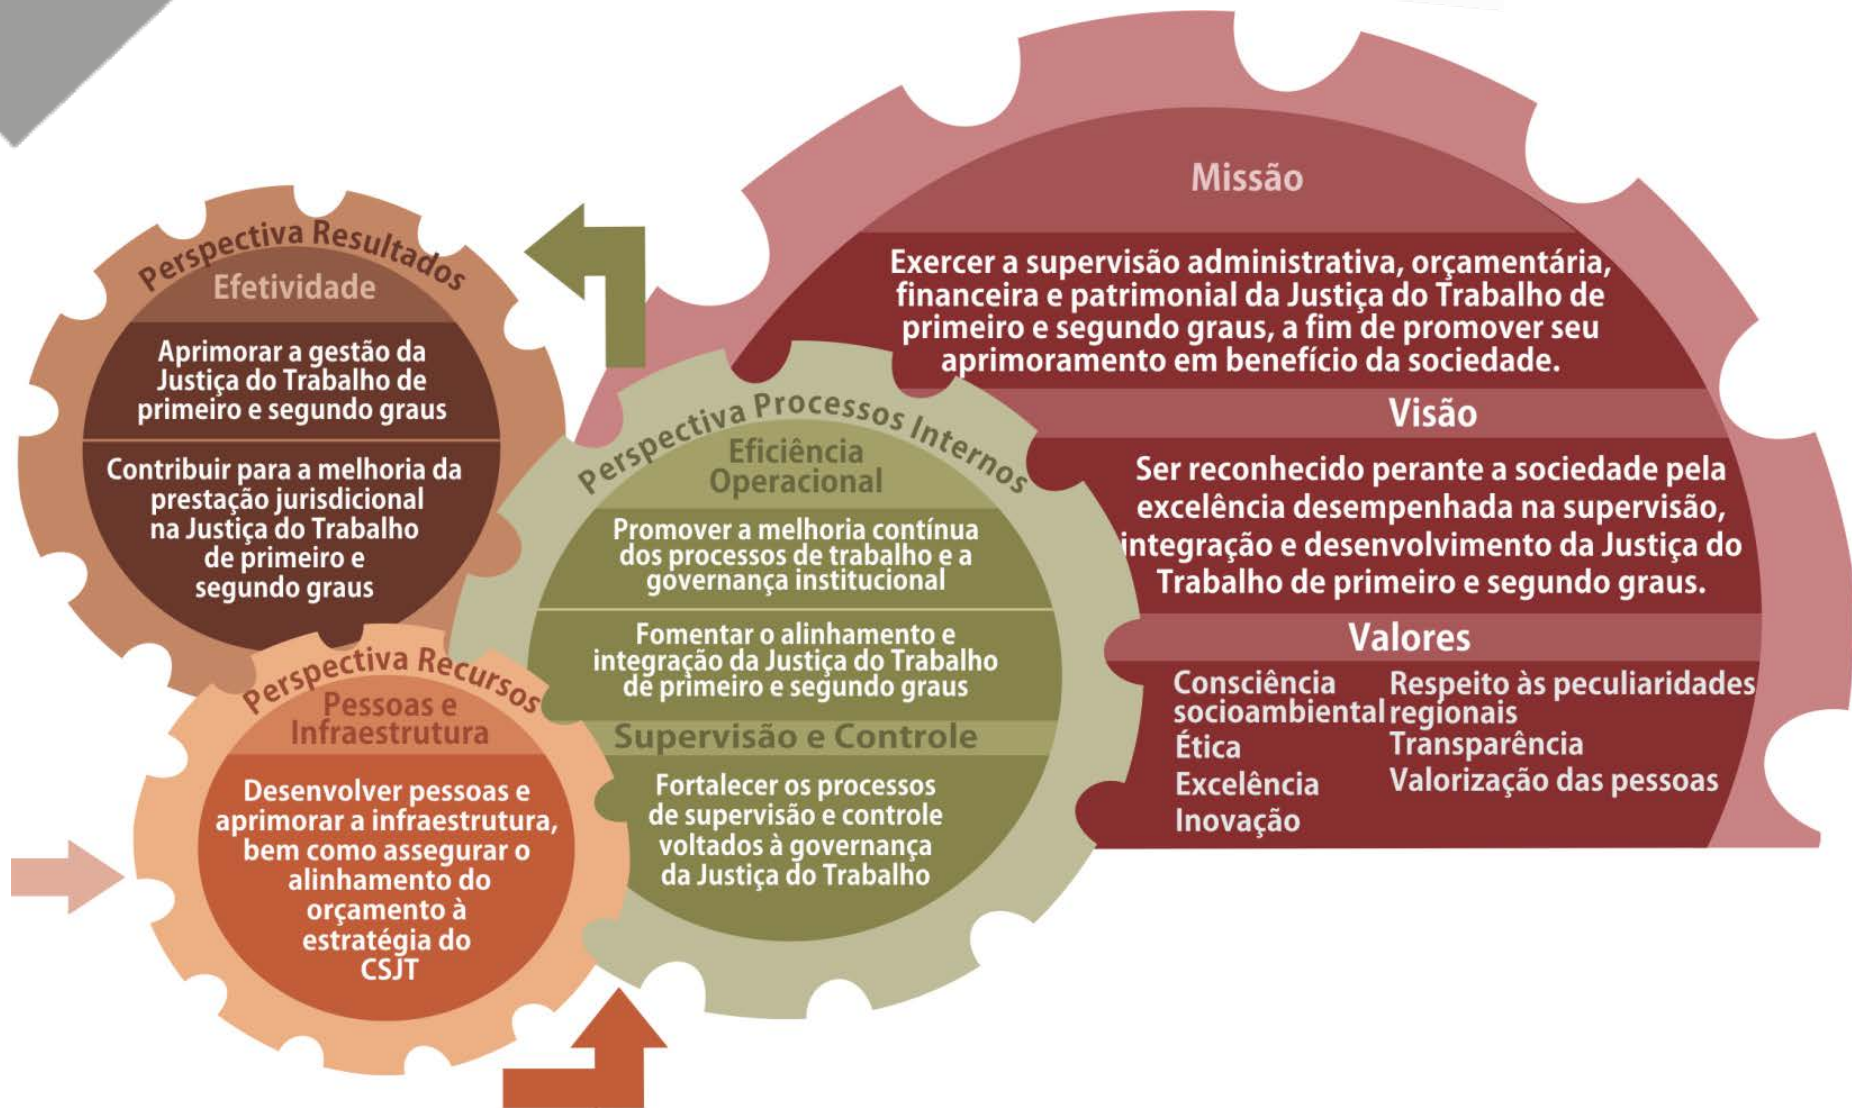 Missão
Exercer a supervisão administrativa, orçamentária,
financeira e patrimonial da Justiça do Trabalho de
primeiro e segundo graus, a fim de promover seu
aprimoramento em benefício da sociedade.
Visão
Ser reconhecido perante a sociedade pela
excelência desempenhada na supervisão,
integração e desenvolvimento da Justiça do
Trabalho de primeiro e segundo graus.
Valores
Consciência
socioambiental
Ética
Excelência
Inovação
Respeito às peculiaridades
regionais
Transparência
Valorização das pessoas
Perspectiva Resultados
Efetividade
Aprimorar a gestão da
Justiça do Trabalho de
primeiro e segundo graus
Contribuir para a melhoria da
prestação jurisdicional
na Justiça do Trabalho
de primeiro e
segundo graus
Perspectiva Processos Internos
Eficiência
Operacional
Promover a melhoria contínua
dos processos de trabalho e a
governança institucional
Fomentar o alinhamento e
integração da Justiça do Trabalho
de primeiro e segundo graus
Supervisão e Controle
Fortalecer os processos
de supervisão e controle
voltados à governança
da Justiça do Trabalho
Perspectiva Recursos
Pessoas e
Infraestrutura
Desenvolver pessoas e
aprimorar a infraestrutura,
bem como assegurar o
alinhamento do
orçamento à
estratégia do
CSJT